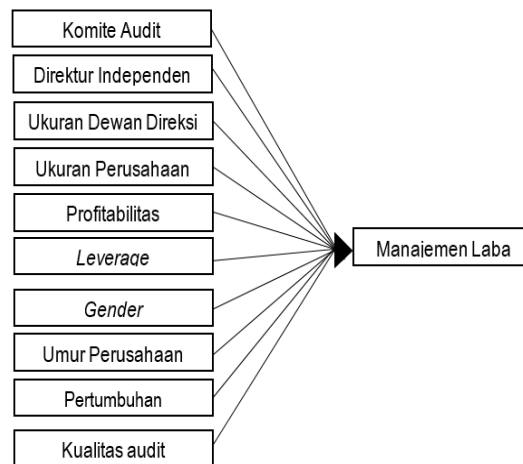 Komite Audit
Direktur Independen
Ukuran Dewan Direksi
Ukuran Perusahaan
Profitabilitas
Leverage
Manajemen Laba
Gender
Umur Perusahaan
Pertumbuhan
Kualitas audit